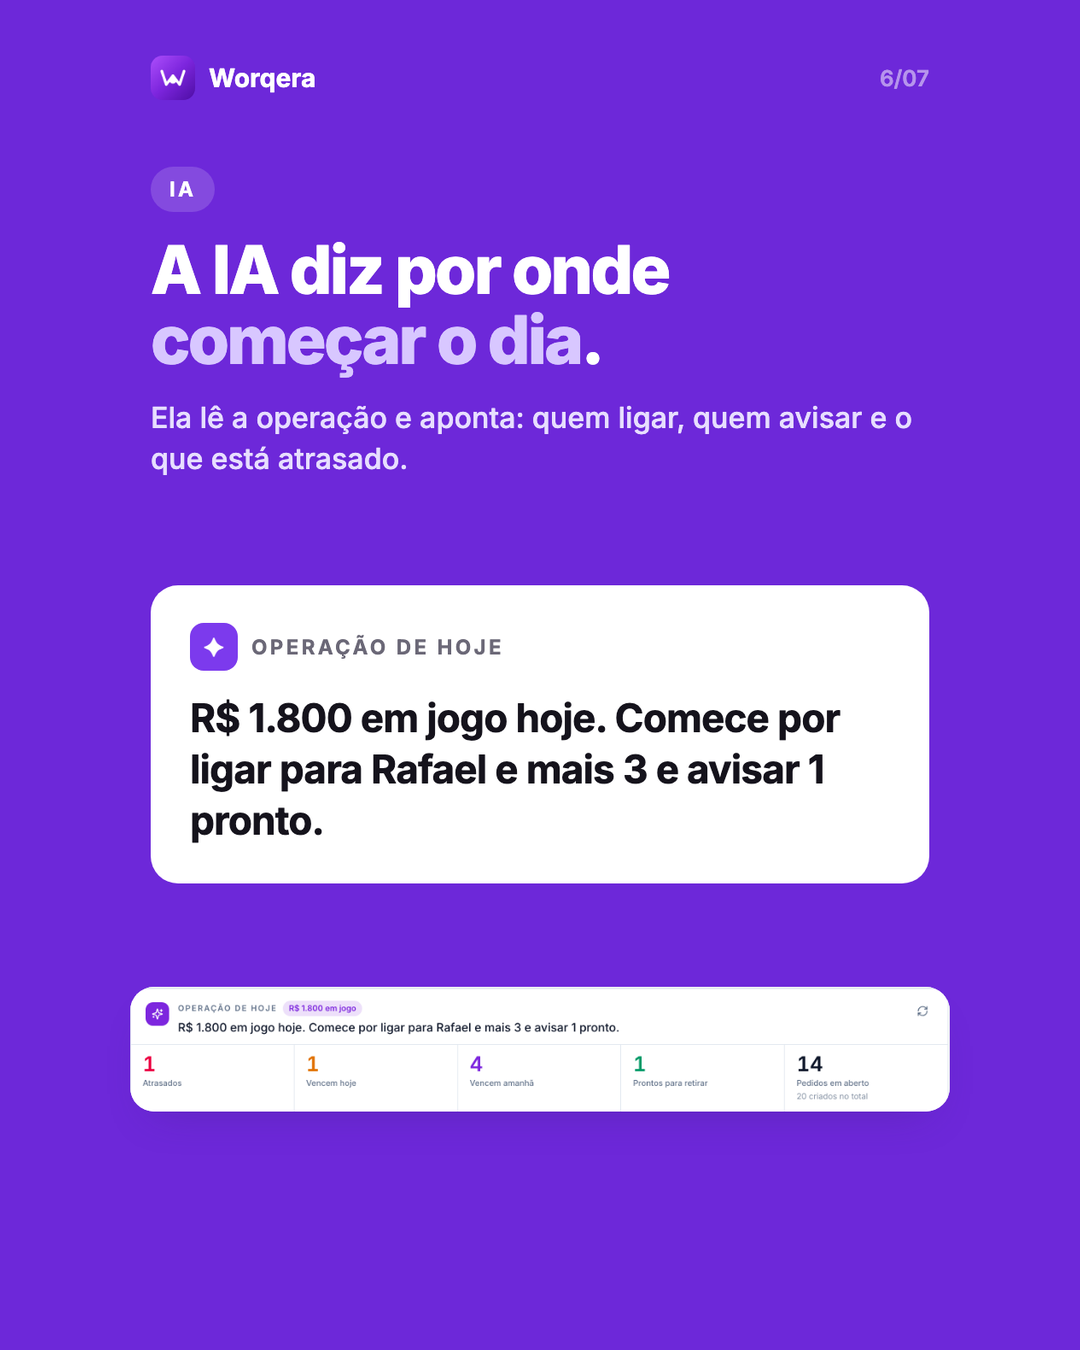 Worqera
6/07
IA
A IA diz por onde
começar o dia.
Ela lê a operação e aponta: quem ligar, quem avisar e o
que está atrasado.
OPERAÇÃO DE HOJE
R$ 1.800 em jogo hoje. Comece por
ligar para Rafael e mais 3 e avisar 1
pronto.
OPERAÇÃO DE HOJE R$ 1.800 em jogo
R$ 1.800 em jogo hoje. Comece por ligar para Rafael e mais 3 e avisar 1 pronto.
1
Atrasados
1
Vencem hoje
4
Vencem amanhã
1
Prontos para retirar
14
Pedidos em aberto
20 criados no total